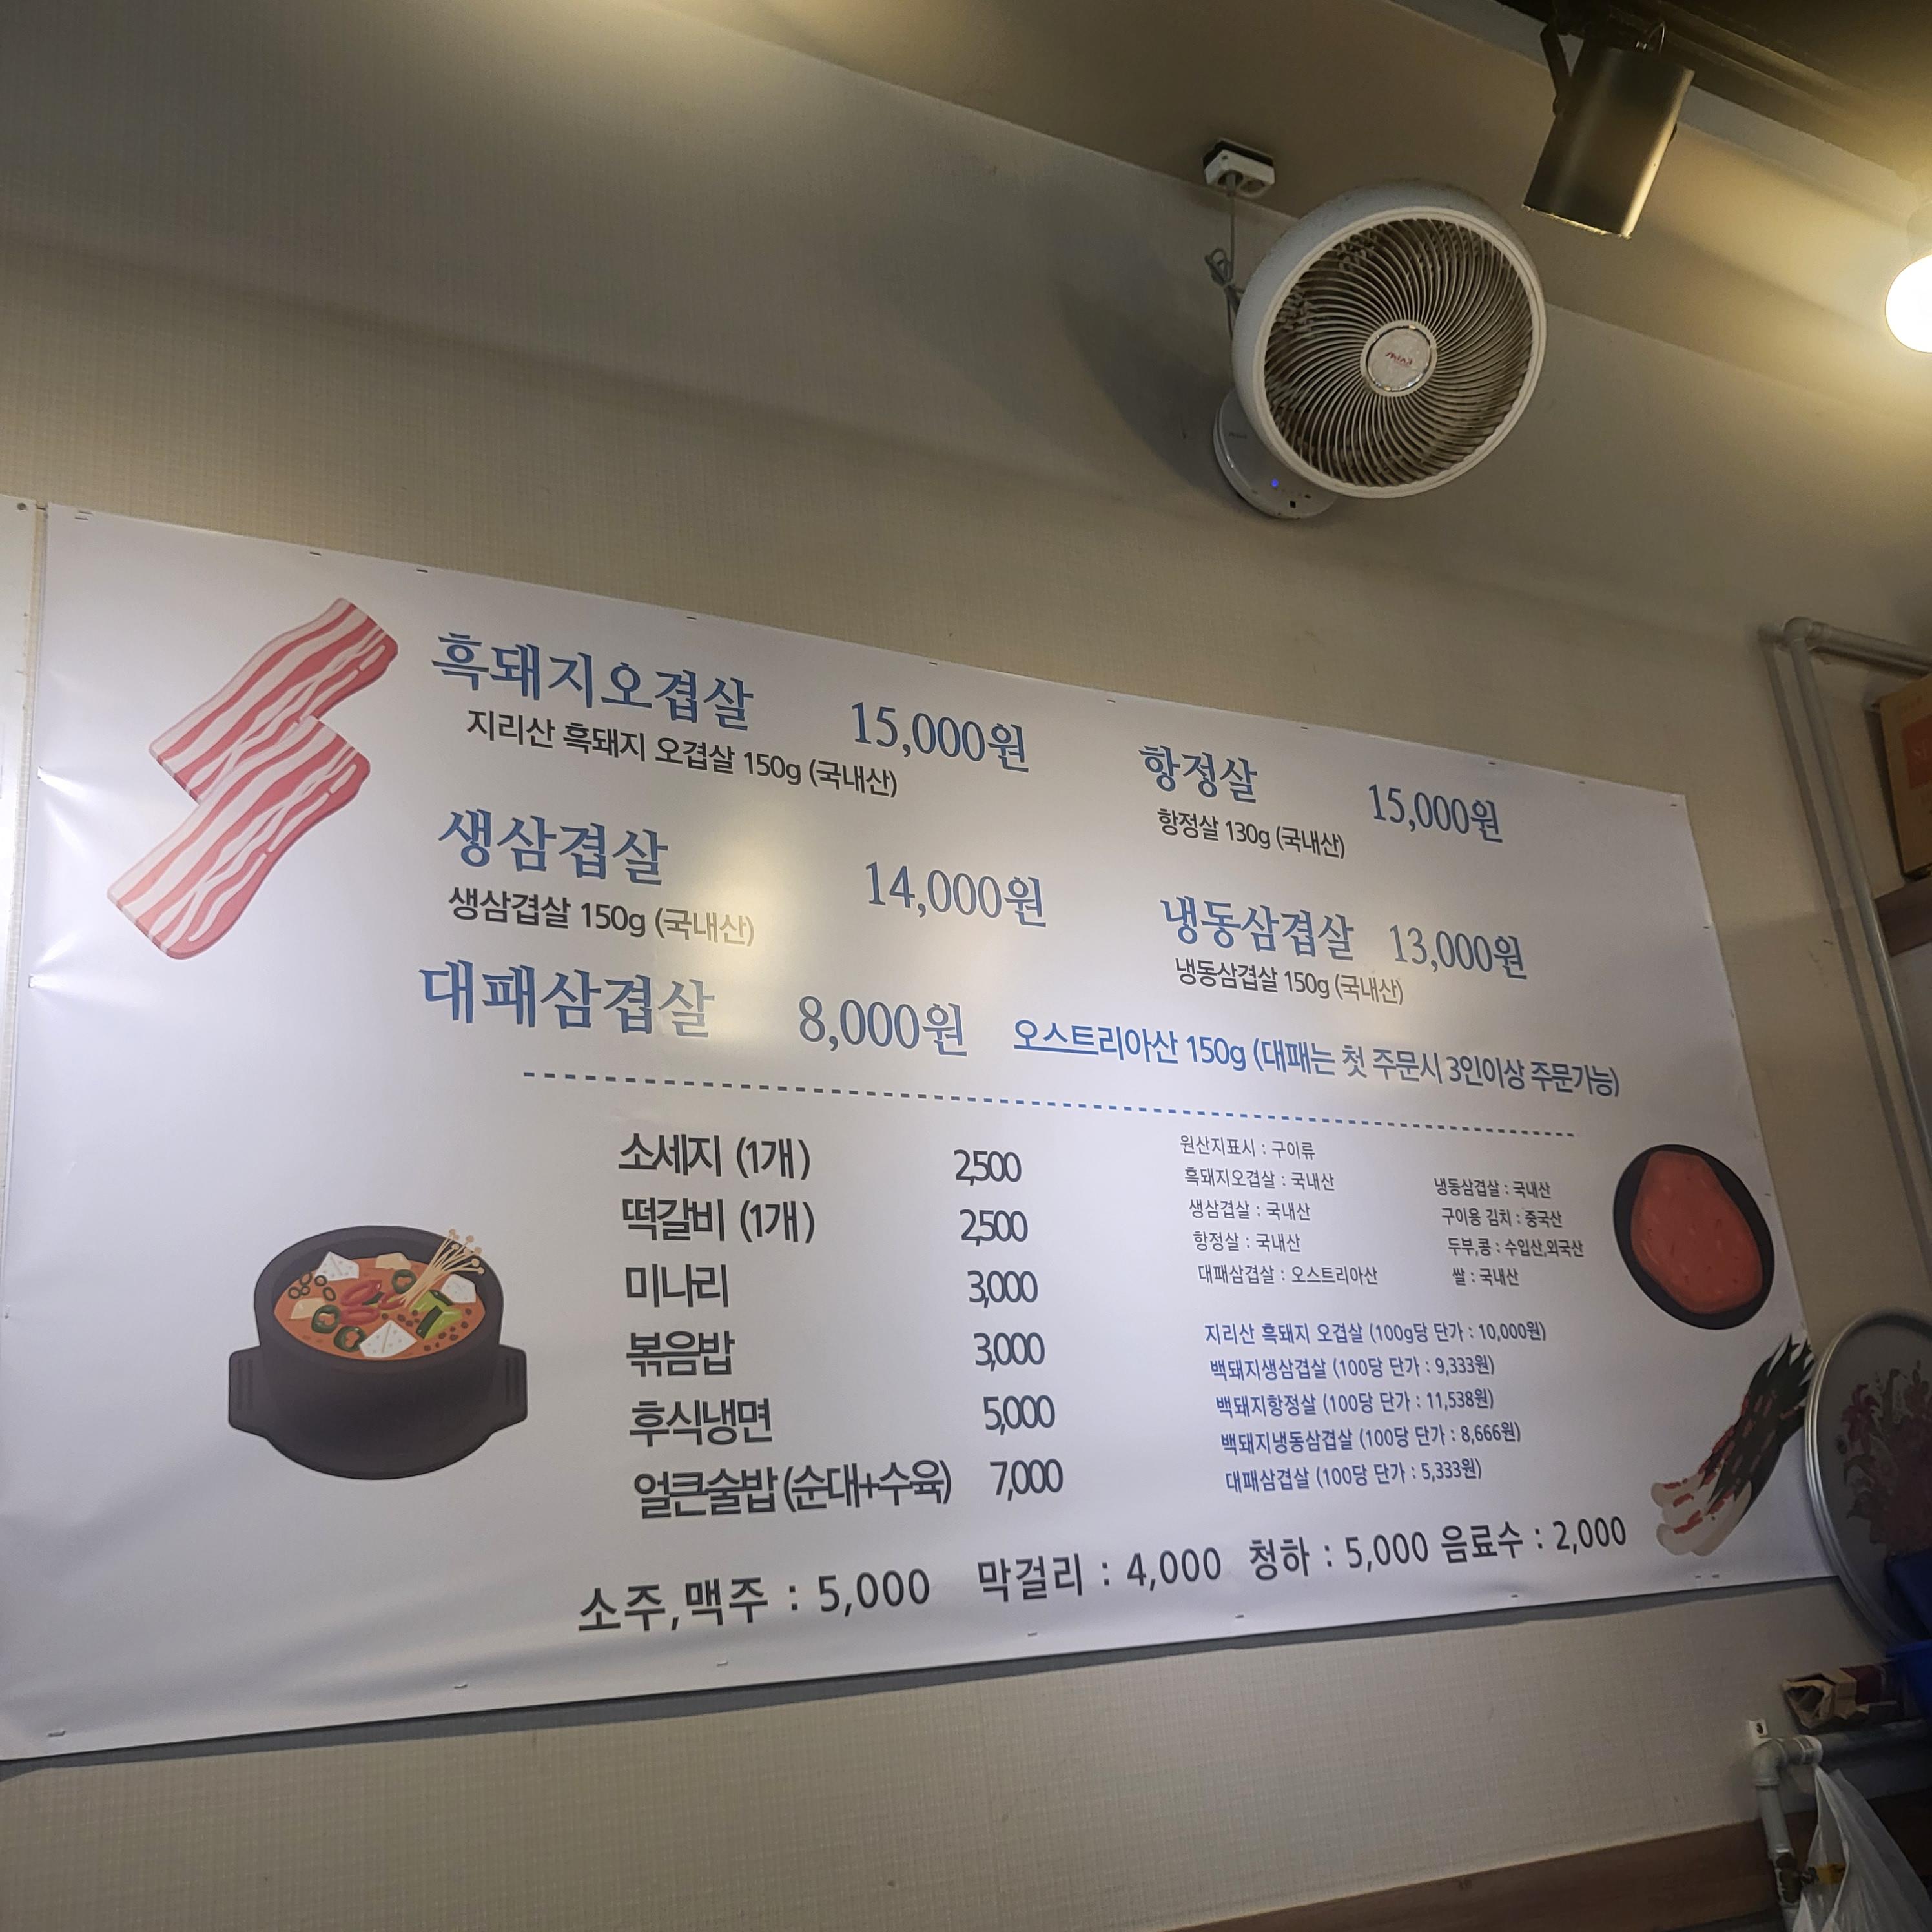 흑돼지오겹살 15,000원
지리산 흑돼지 오겹살 150g (국내산)
항정살 15,000원
항정살 130g (국내산)
생삼겹살 14,000원
생삼겹살 150g (국내산)
냉동삼겹살 13,000원
냉동삼겹살 150g (국내산)
대패삼겹살 8,000원 오스트리아산 150g (대패는 첫 주문시 3인이상 주문가능)
소세지 (1개) 2,500
떡갈비 (1개) 2,500
미나리 3,000
볶음밥 3,000
후식냉면 5,000
얼큰술밥 (순대+수육) 7,000
원산지표시 : 구이류
흑돼지오겹살 : 국내산
생삼겹살 : 국내산
항정살 : 국내산
대패삼겹살 : 오스트리아산
냉동삼겹살 : 국내산
구이용 김치 : 중국산
두부,콩 : 수입산,외국산
쌀 : 국내산
지리산 흑돼지 오겹살 (100g당 단가 : 10,000원)
백돼지생삼겹살 (100당 단가 : 9,333원)
백돼지항정살 (100당 단가 : 11,538원)
백돼지냉동삼겹살 (100당 단가 : 8,666원)
대패삼겹살 (100당 단가 : 5,333원)
소주,맥주 : 5,000 막걸리 : 4,000 청하 : 5,000 음료수 : 2,000